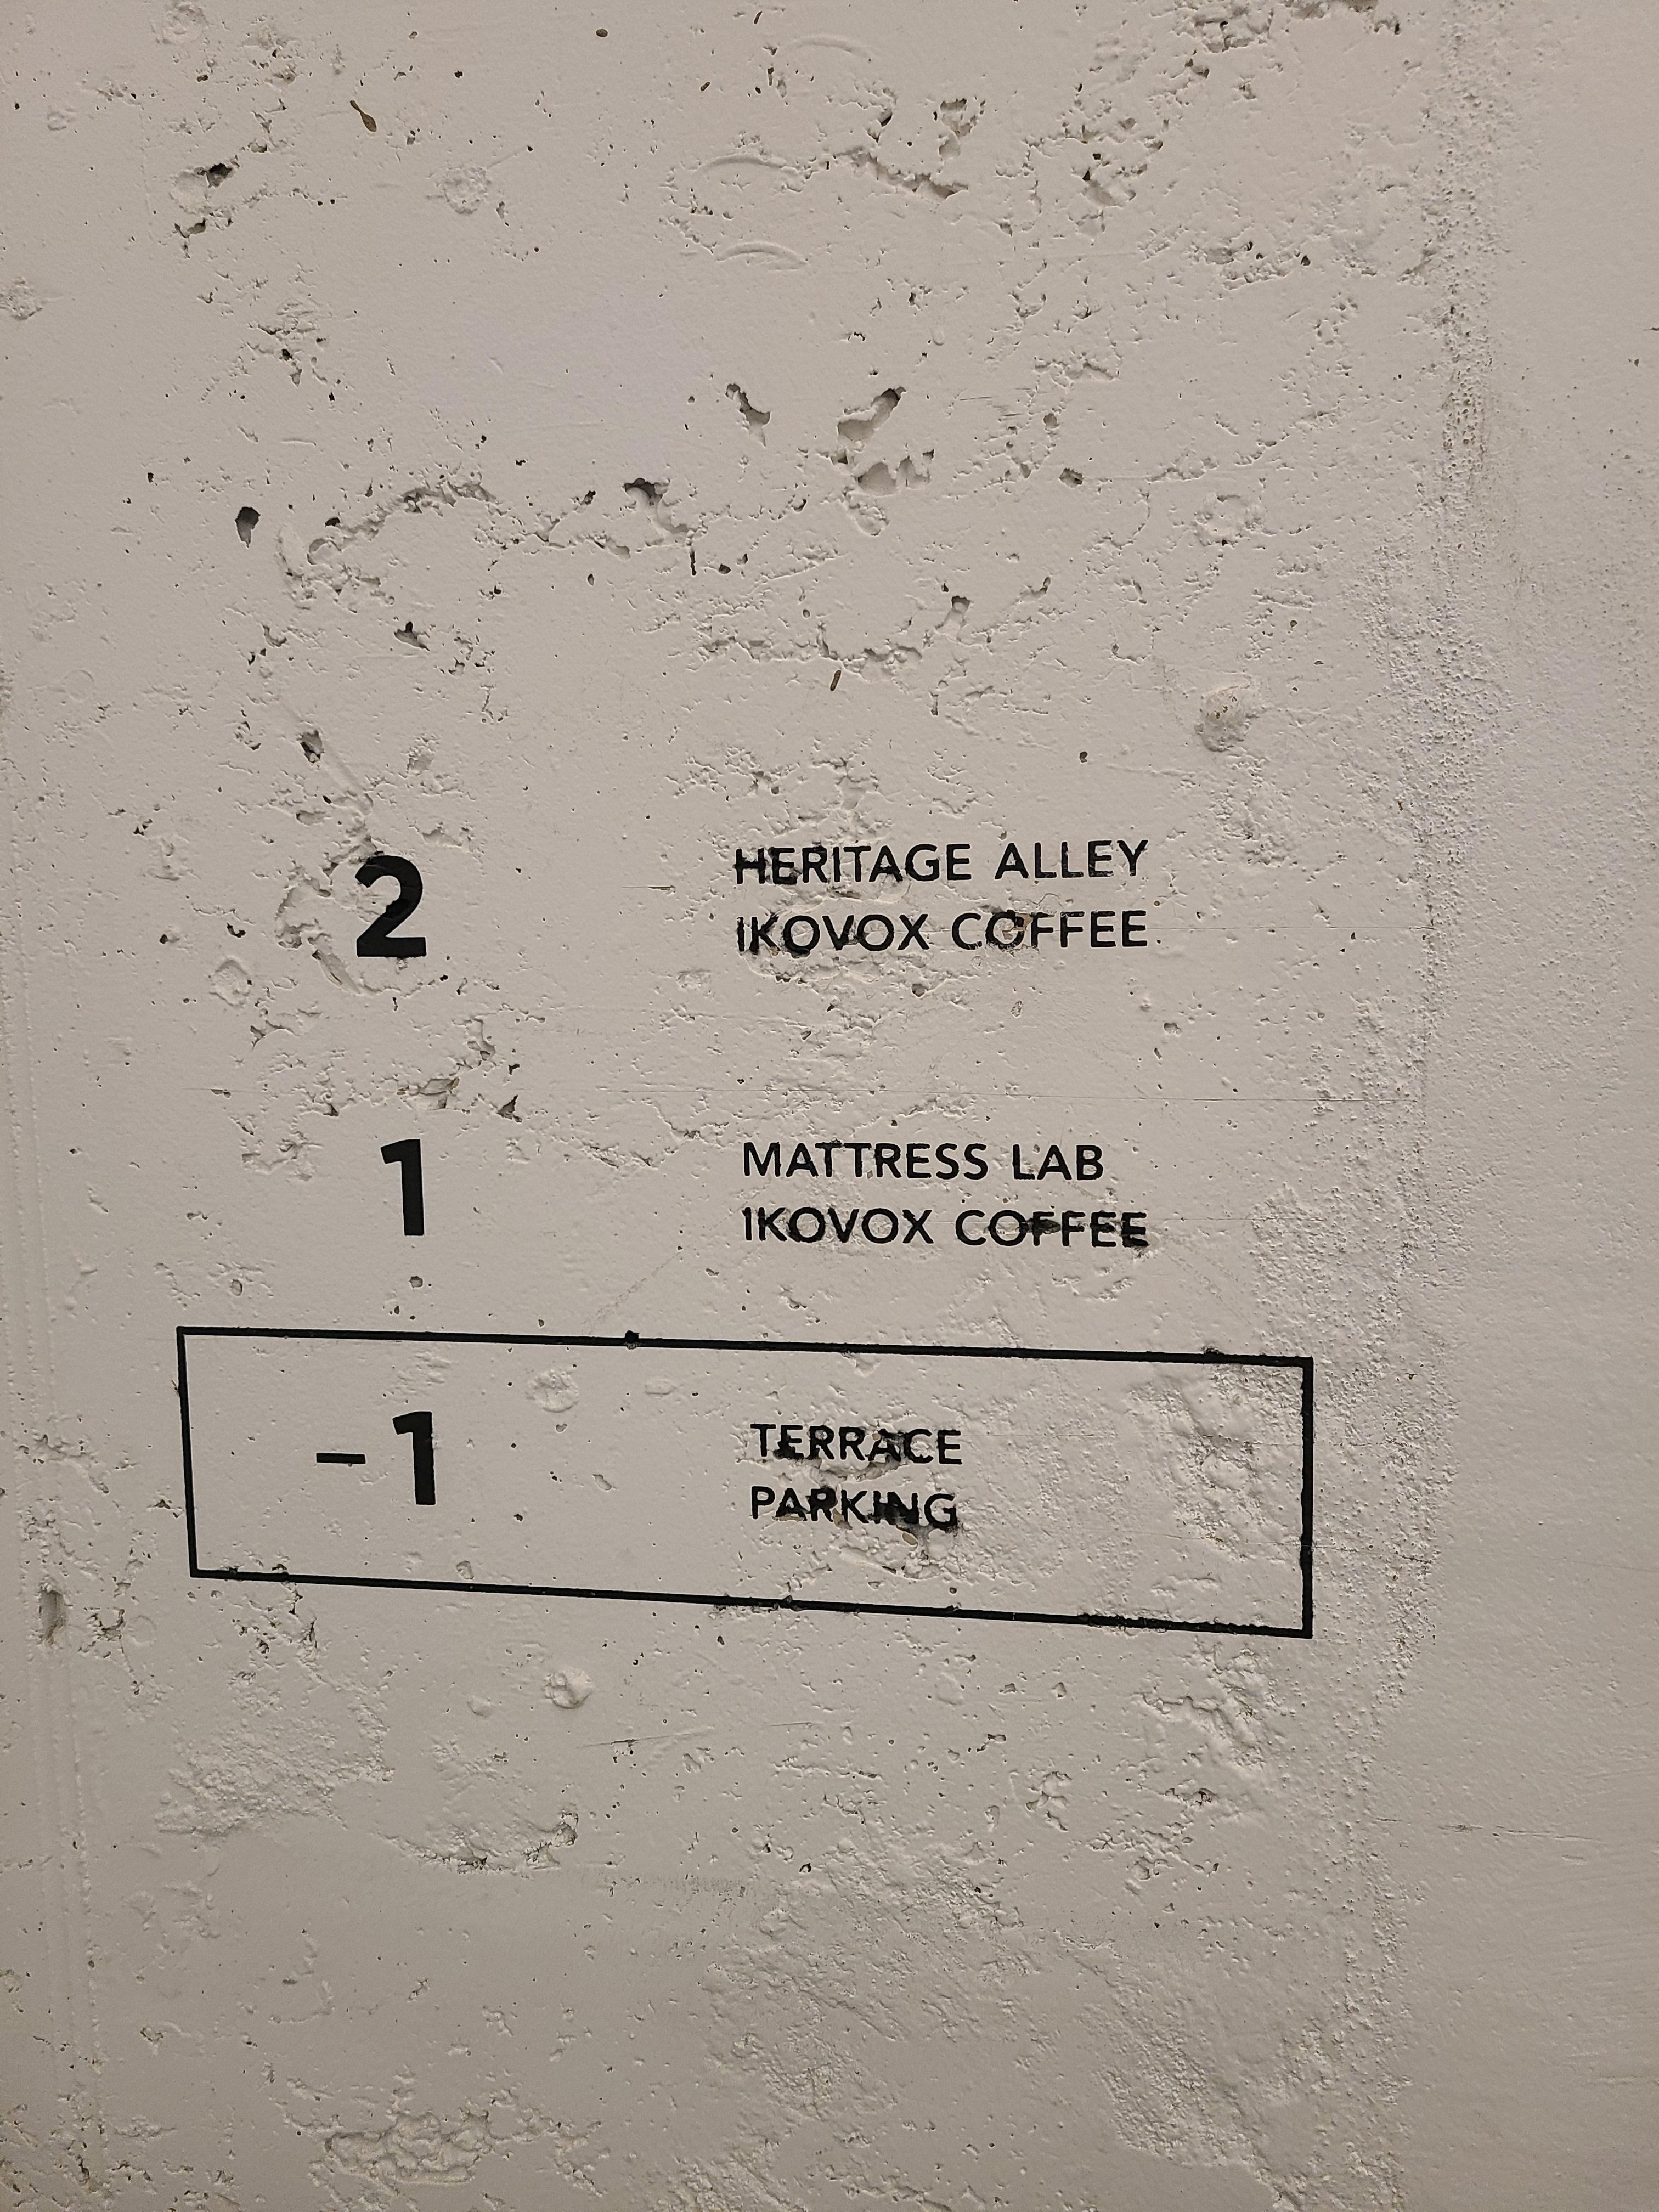 2 HERITAGE ALLEY
IKOVOX COFFEE
1 MATTRESS LAB
IKOVOX COFFEE
-1 TERRACE
PARKING